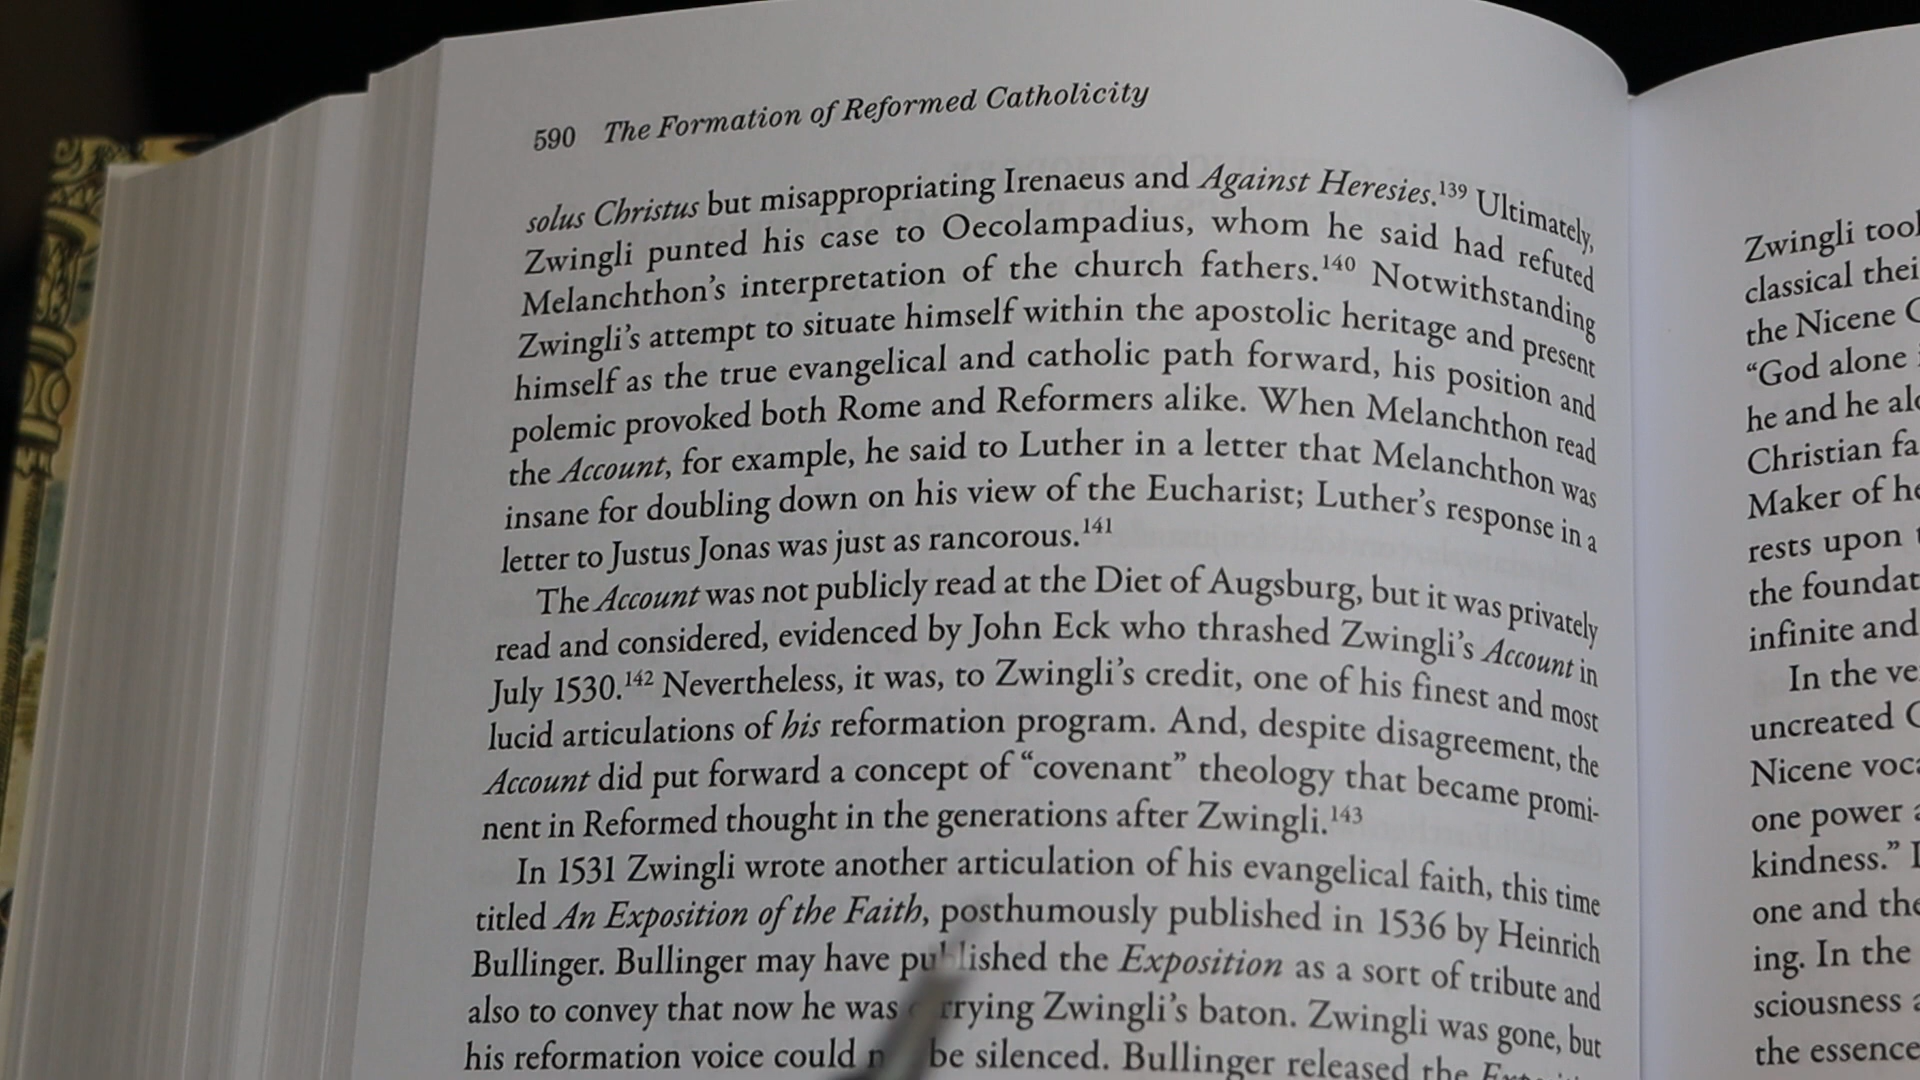 590 The Formation of Reformed Catholicity
solus Christus but misappropriating Irenaeus and Against Heresies.139 Ultimately,
Zwingli punted his case to Oecolampadius, whom he said had refuted
Melanchthon's interpretation of the church fathers.140 Notwithstanding
Zwingli's attempt to situate himself within the apostolic heritage and present
himself as the true evangelical and catholic path forward, his position and
polemic provoked both Rome and Reformers alike. When Melanchthon read
the Account, for example, he said to Luther in a letter that Melanchthon was
insane for doubling down on his view of the Eucharist; Luther's response in a
letter to Justus Jonas was just as rancorous.141
The Account was not publicly read at the Diet of Augsburg, but it was privately
read and considered, evidenced by John Eck who thrashed Zwingli's Account in
July 1530.142 Nevertheless, it was, to Zwingli's credit, one of his finest and most
lucid articulations of his reformation program. And, despite disagreement, the
Account did put forward a concept of “covenant” theology that became promi-
nent in Reformed thought in the generations after Zwingli.143
In 1531 Zwingli wrote another articulation of his evangelical faith, this time
titled An Exposition of the Faith, posthumously published in 1536 by Heinrich
Bullinger. Bullinger may have published the Exposition as a sort of tribute and
also to convey that now he was carrying Zwingli's baton. Zwingli was gone, but
his reformation voice could be silenced. Bullinger released the
Zwingli
classical
the Nicene
“God alone
he and he
Christian
Maker of
rests upon
the
infinite and
In the
uncreated
Nicene
one power
kindness.”
one and
ing. In the
the essence